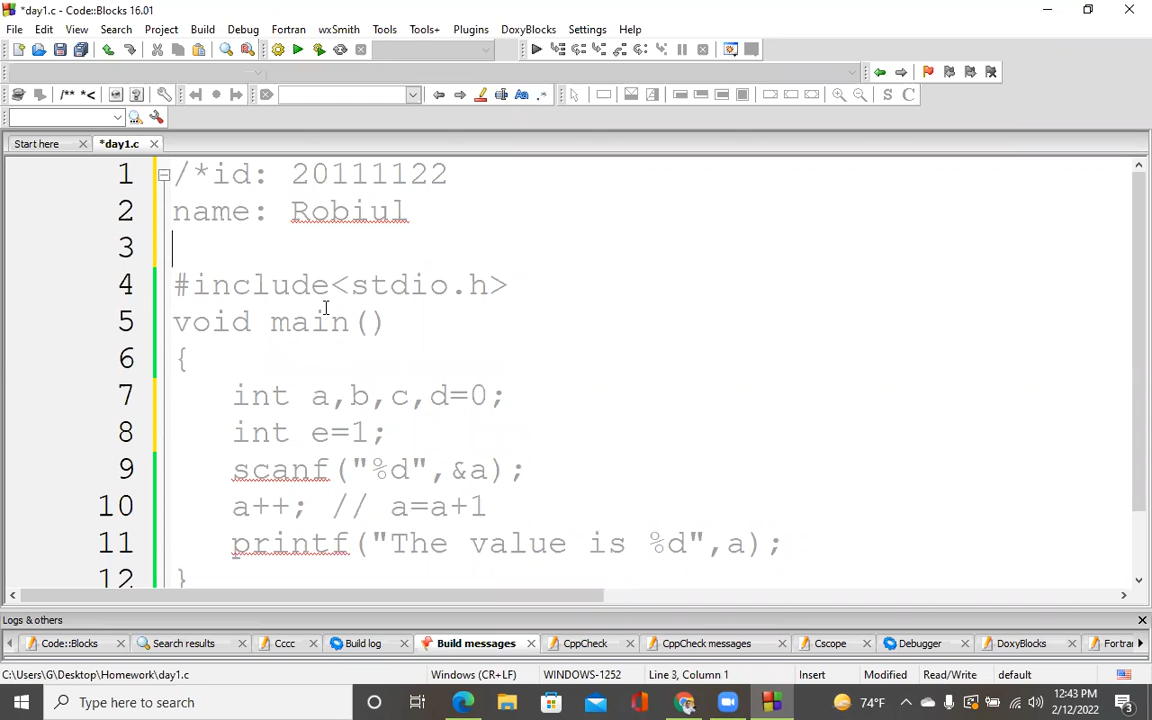 *day1.c - Code::Blocks 16.01
File Edit View Search Project Build Debug Fortran wxSmith Tools Tools+ Plugins DoxyBlocks Settings Help
/** *<
S C
Start here *day1.c
1 /*id: 20111122
2 name: Robiul
3
4 #include<stdio.h>
5 void main()
6 {
7 int a,b,c,d=0;
8 int e=1;
9 scanf("%d",&a);
10 a++; // a=a+1
11 printf("The value is %d",a);
12 }
Logs & others
Code::Blocks Search results Cccc Build log Build messages CppCheck CppCheck messages Cscope Debugger DoxyBlocks Fortran
C:\Users\G\Desktop\Homework\day1.c Windows (CR+LF) WINDOWS-1252 Line 3, Column 1 Insert Modified Read/Write default
Type here to search 74°F 12:43 PM
2/12/2022
3